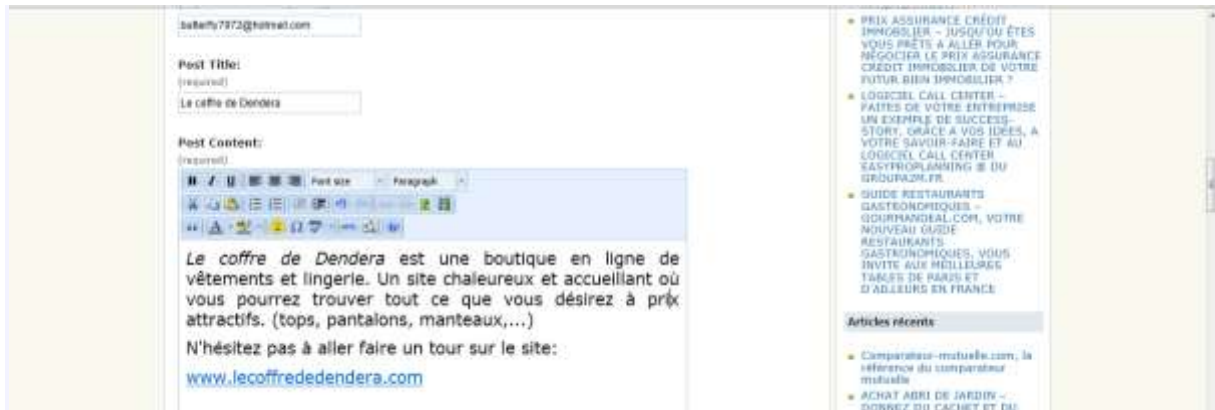 Post Title:
(required)
Le coffre de Dendera
Post Content:
(required)
Font size
Paragraph
Le coffre de Dendera est une boutique en ligne de
vêtements et lingerie. Un site chaleureux et accueillant où
vous pourrez trouver tout ce que vous désirez à prix
attractifs. (tops, pantalons, manteaux,...)
N'hésitez pas à aller faire un tour sur le site:
www.lecoffrededendera.com
PRIX ASSURANCE CRÉDIT
IMMOBILIER – JUSQU'OÙ ÊTES
VOUS PRÊTS A ALLER POUR
NÉGOCIER LE PRIX ASSURANCE
CRÉDIT IMMOBILIER DE VOTRE
FUTUR BIEN IMMOBILIER ?
LOGICIEL CALL CENTER –
FAITES DE VOTRE ENTREPRISE
UN EXEMPLE DE SUCCESS-
STORY, GRÂCE A VOS IDÉES, A
VOTRE SAVOIR-FAIRE ET AU
LOGICIEL CALL CENTER
EASYPROPLANNING ® DU
GROUPA2M.FR
GUIDE RESTAURANTS
GASTRONOMIQUES –
GOURMANDEAL.COM, VOTRE
NOUVEAU GUIDE
RESTAURANTS
GASTRONOMIQUES, VOUS
INVITE AUX MEILLEURES
TABLES DE PARIS ET
D'AILLEURS EN FRANCE
Articles récents
Comparateur-mutuelle.com, la
référence du comparateur
mutuelle
ACHAT ABRI DE JARDIN –
DONNEZ DU CACHET ET DU